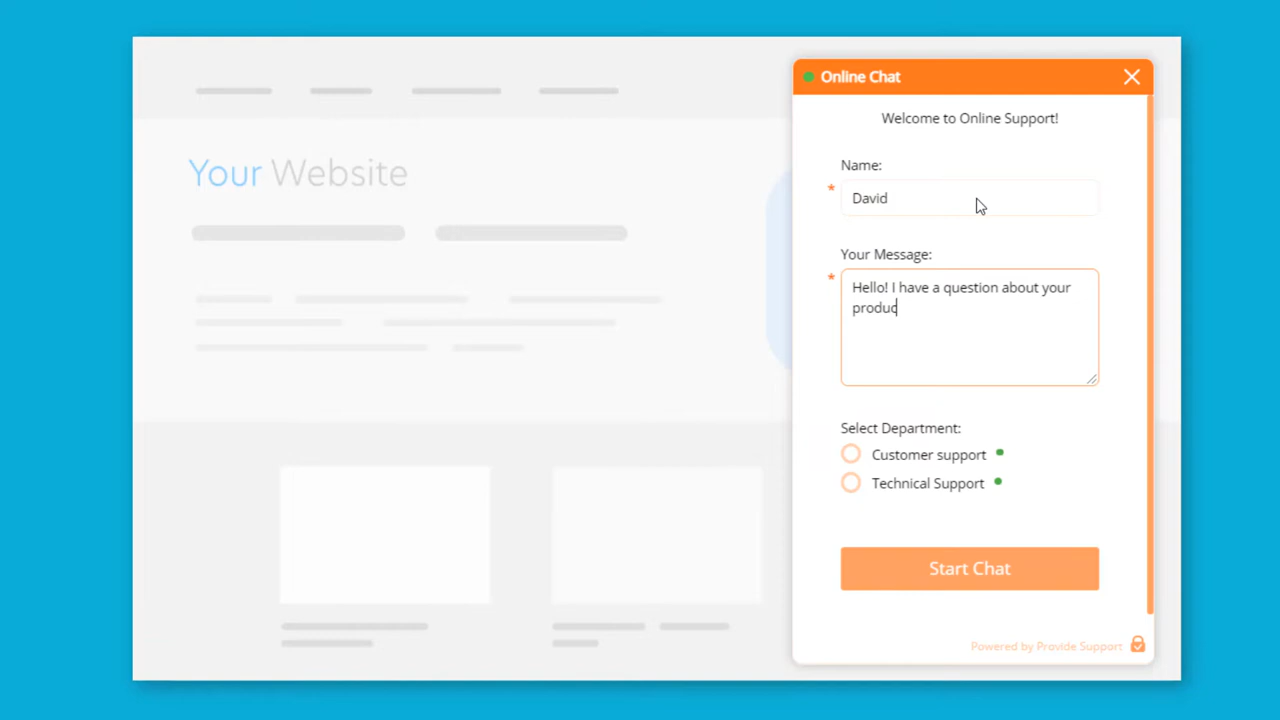 Online Chat
Welcome to Online Support!
Name:
* David
Your Website
Your Message:
* Hello! I have a question about your
produc
Select Department:
Customer support
Technical Support
Start Chat
Powered by Provide Support